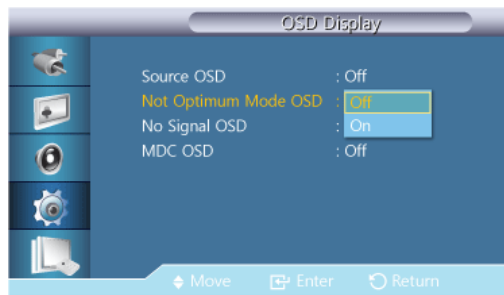 OSD Display
Source OSD : Off
Not Optimum Mode OSD : Off
No Signal OSD : On
MDC OSD : Off
Move Enter Return